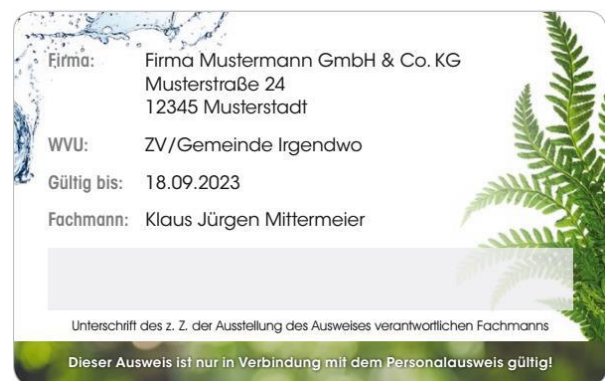 Firma: Firma Mustermann GmbH & Co. KG
Musterstraße 24
12345 Musterstadt
WVU: ZV/Gemeinde Irgendwo
Gültig bis: 18.09.2023
Fachmann: Klaus Jürgen Mittermeier
Unterschrift des z. Z. der Ausstellung des Ausweises verantwortlichen Fachmanns
Dieser Ausweis ist nur in Verbindung mit dem Personalausweis gültig!